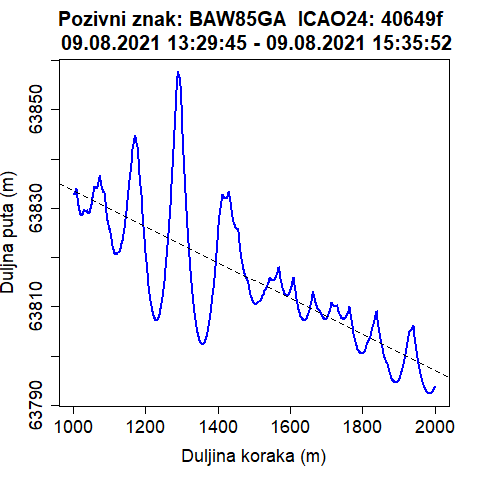 Pozivni znak: BAW85GA  ICAO24: 40649f
09.08.2021 13:29:45 - 09.08.2021 15:35:52
Duljna puta (m)
63850
63830
63810
63790
1000 1200 1400 1600 1800 2000
Duljina koraka (m)